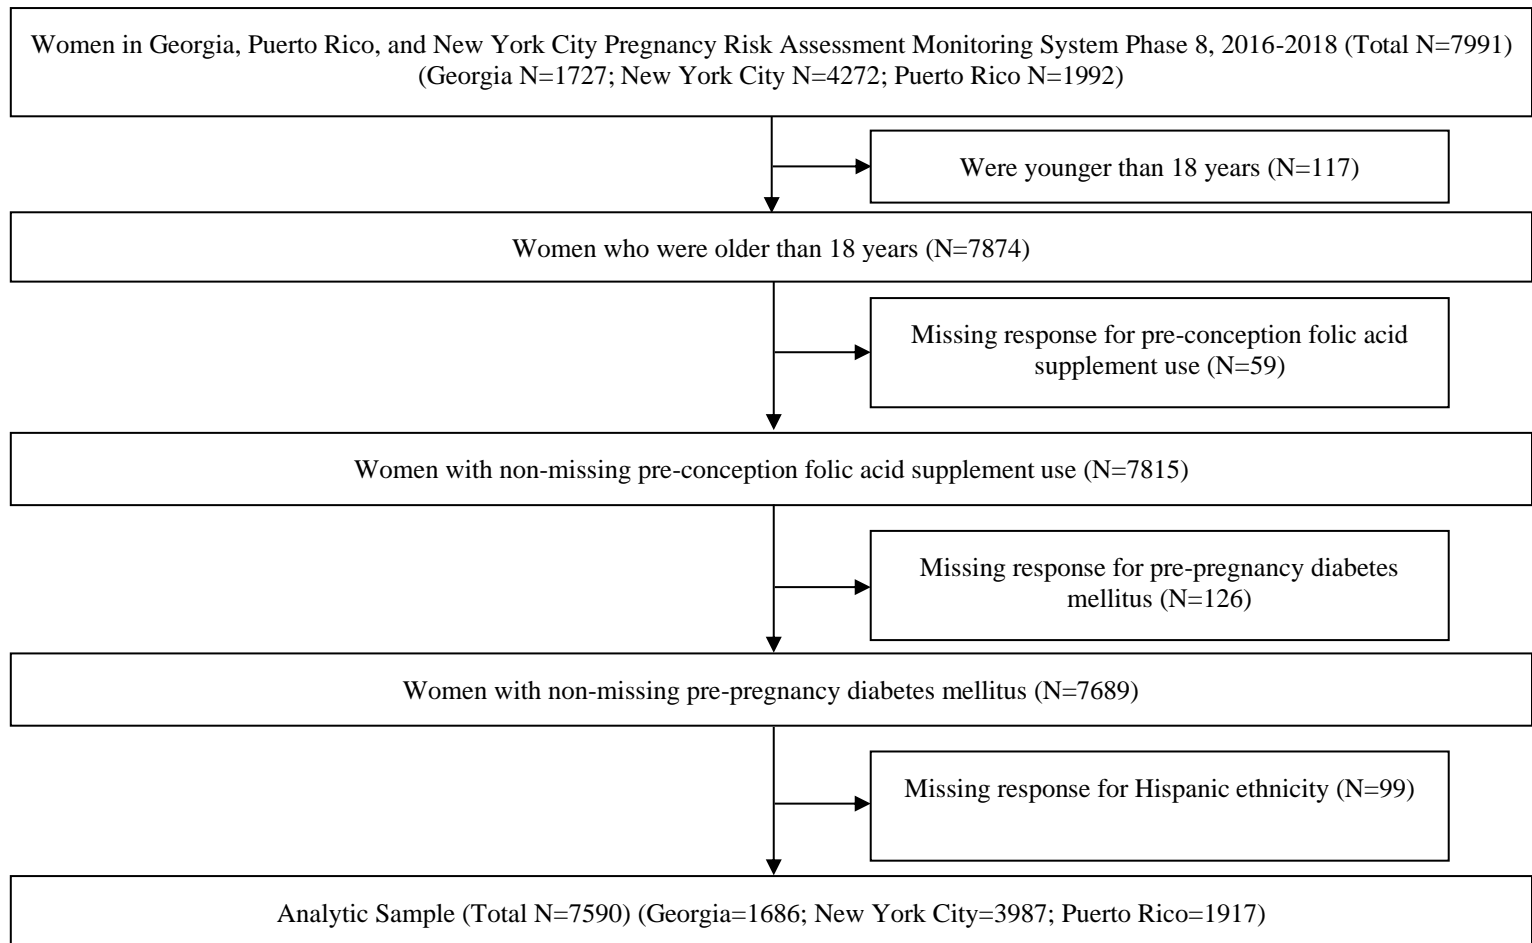 Women in Georgia, Puerto Rico, and New York City Pregnancy Risk Assessment Monitoring System Phase 8, 2016-2018 (Total N=7991)
(Georgia N=1727; New York City N=4272; Puerto Rico N=1992)
Were younger than 18 years (N=117)
Women who were older than 18 years (N=7874)
Missing response for pre-conception folic acid
supplement use (N=59)
Women with non-missing pre-conception folic acid supplement use (N=7815)
Missing response for pre-pregnancy diabetes
mellitus (N=126)
Women with non-missing pre-pregnancy diabetes mellitus (N=7689)
Missing response for Hispanic ethnicity (N=99)
Analytic Sample (Total N=7590) (Georgia=1686; New York City=3987; Puerto Rico=1917)